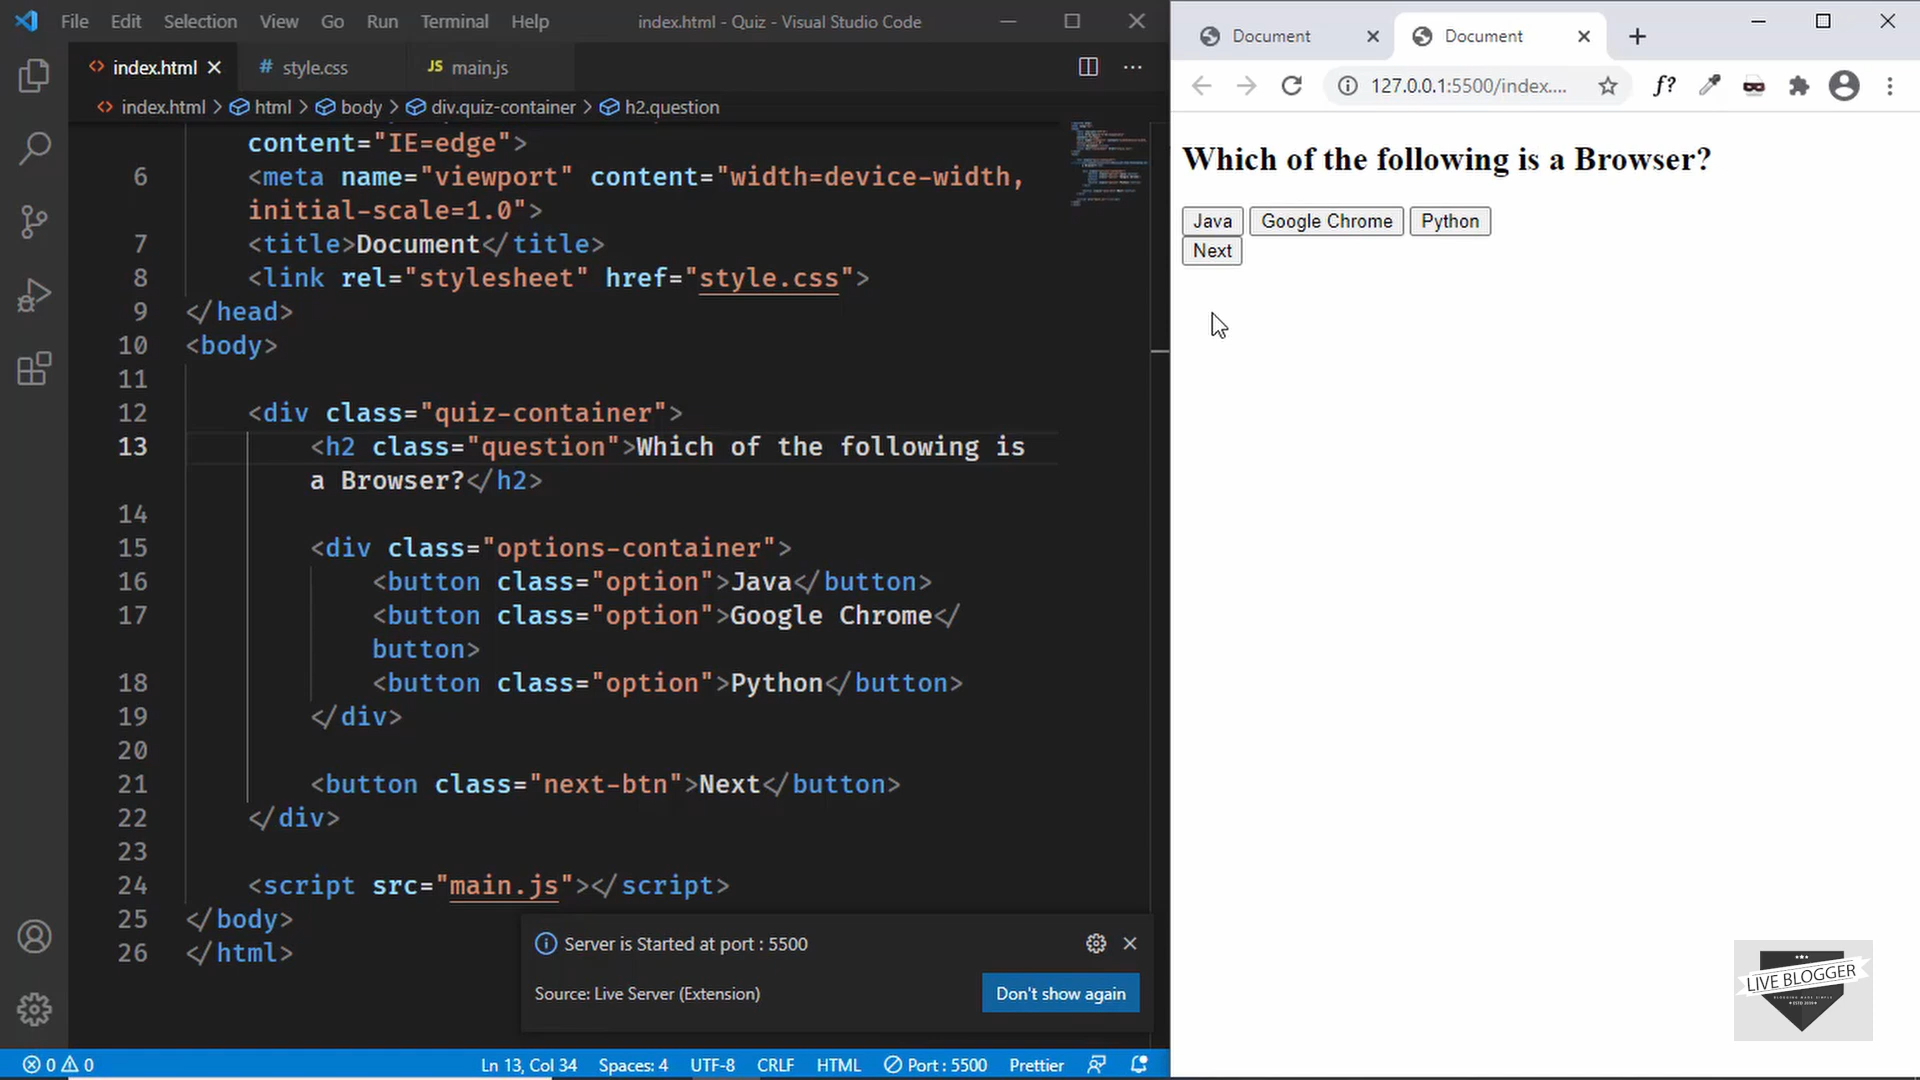 File Edit Selection View Go Run Terminal Help index.html - Quiz - Visual Studio Code
index.html style.css JS main.js
index.html > html > body > div.quiz-container > h2.question
content="IE=edge">
6 <meta name="viewport" content="width=device-width,
initial-scale=1.0">
7 <title>Document</title>
8 <link rel="stylesheet" href="style.css">
9 </head>
10 <body>
11
12 <div class="quiz-container">
13 <h2 class="question">Which of the following is
a Browser?</h2>
14
15 <div class="options-container">
16 <button class="option">Java</button>
17 <button class="option">Google Chrome</
button>
18 <button class="option">Python</button>
19 </div>
20
21 <button class="next-btn">Next</button>
22 </div>
23
24 <script src="main.js"></script>
25 </body>
26 </html>
Server is Started at port : 5500
Source: Live Server (Extension)
Don't show again
0 0 Ln 13, Col 34 Spaces: 4 UTF-8 CRLF HTML Port : 5500 Prettier
Document Document
127.0.0.1:5500/index.... f?
Which of the following is a Browser?
Java Google Chrome Python
Next
LIVE BLOGGER